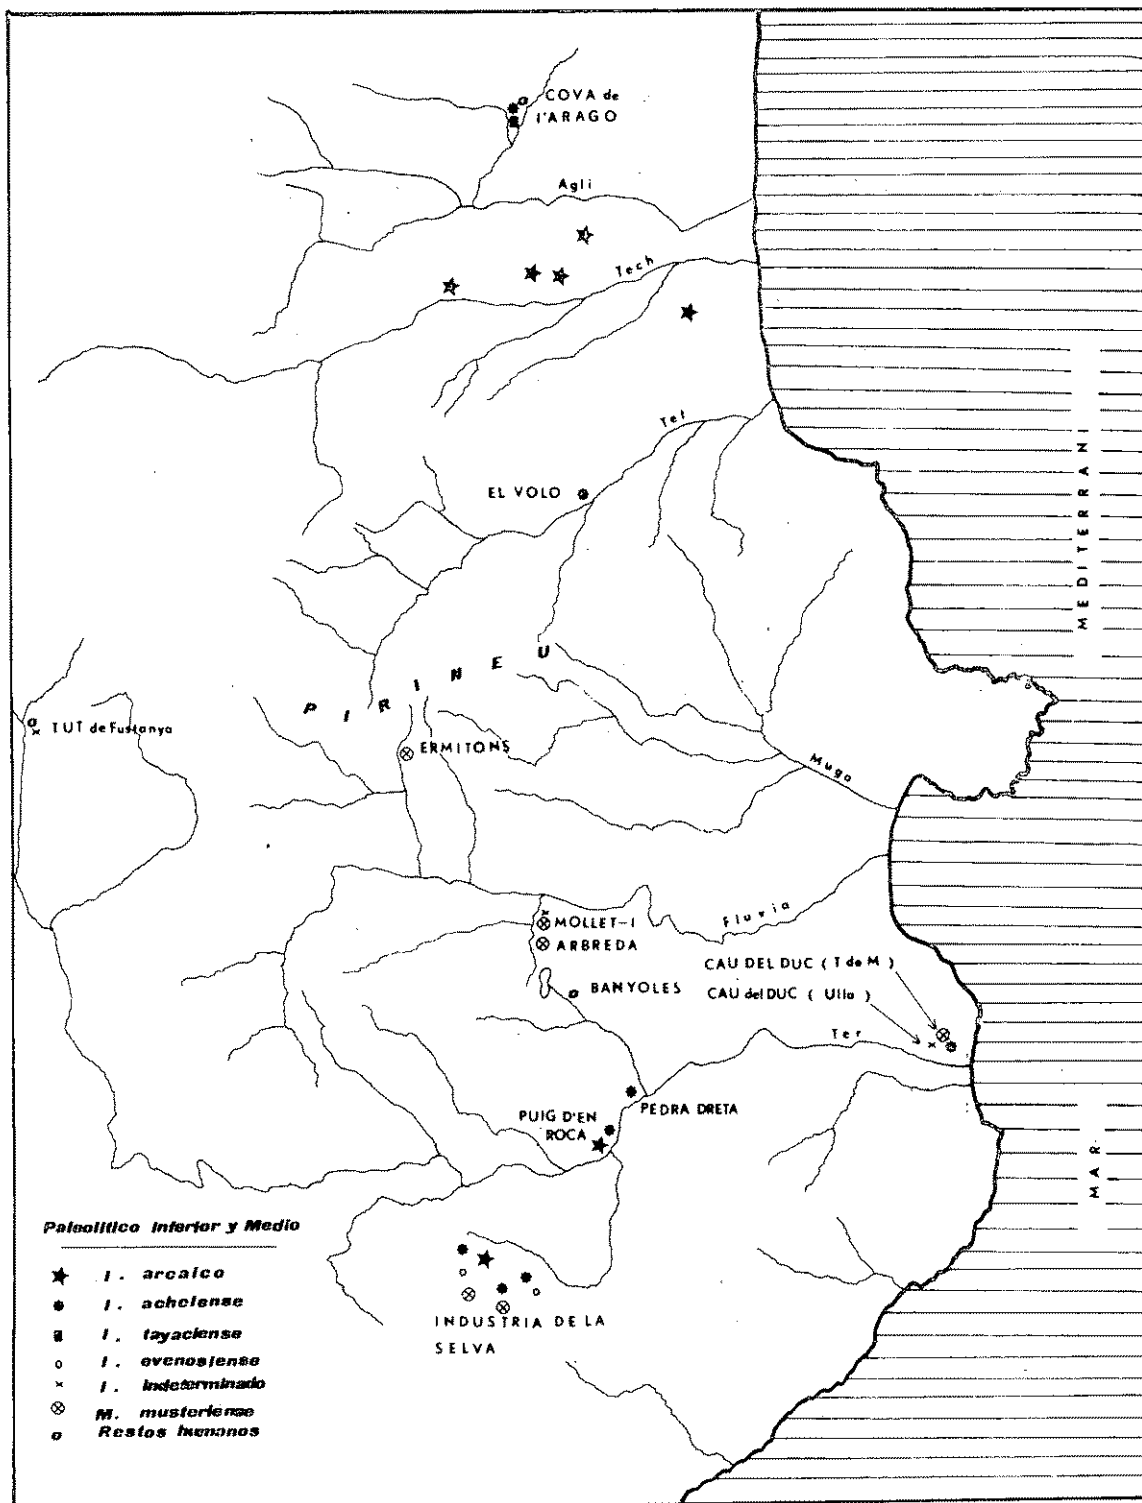 COVA de
l'ARAGO
Agli
Tech
Tet
EL VOLO
MEDITERRANI
PIRINEU
TUT de Fustanya
ERMITONS
Muga
Fluvia
MOLLET-I
ARBREDA
CAU DEL DUC ( T de M )
BANYOLES
CAU del DUC ( Ulla )
Ter
PEDRA DRETA
PUIG D'EN
ROCA
MAR
Paleolitico Inferior y Medio
I. arcaico
I. acheliense
I. tayaciense
I. evenosiense
I. indeterminado
M. musteriense
Restos humanos
INDUSTRIA DE LA
SELVA